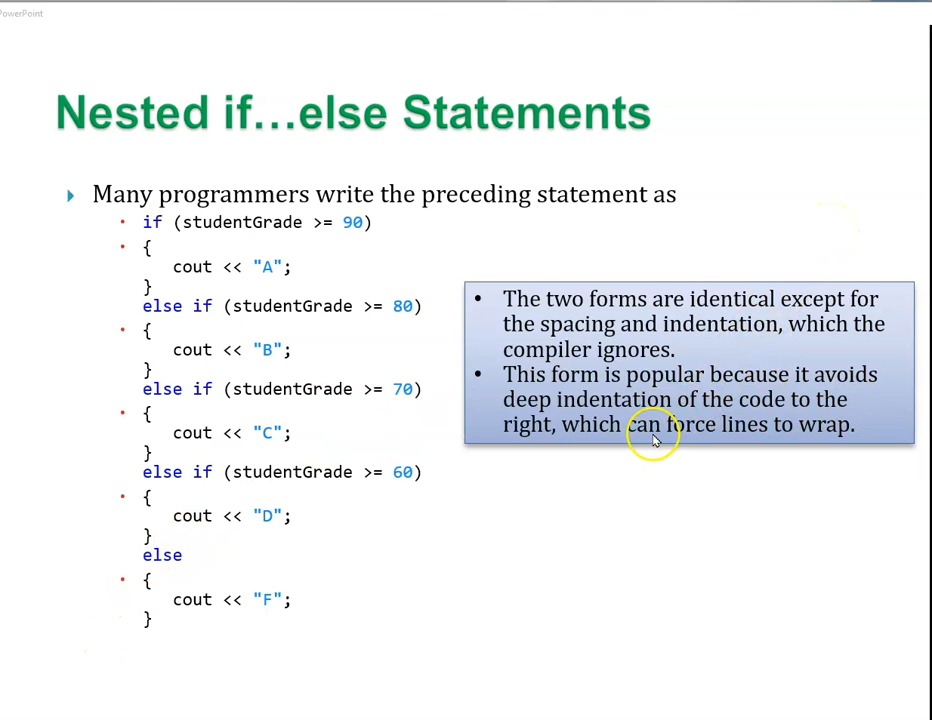 PowerPoint
Nested if...else Statements
Many programmers write the preceding statement as
• if (studentGrade >= 90)
• {
cout << "A";
}
else if (studentGrade >= 80)
• {
cout << "B";
}
else if (studentGrade >= 70)
• {
cout << "C";
}
else if (studentGrade >= 60)
• {
cout << "D";
}
else
• {
cout << "F";
}
• The two forms are identical except for
the spacing and indentation, which the
compiler ignores.
• This form is popular because it avoids
deep indentation of the code to the
right, which can force lines to wrap.